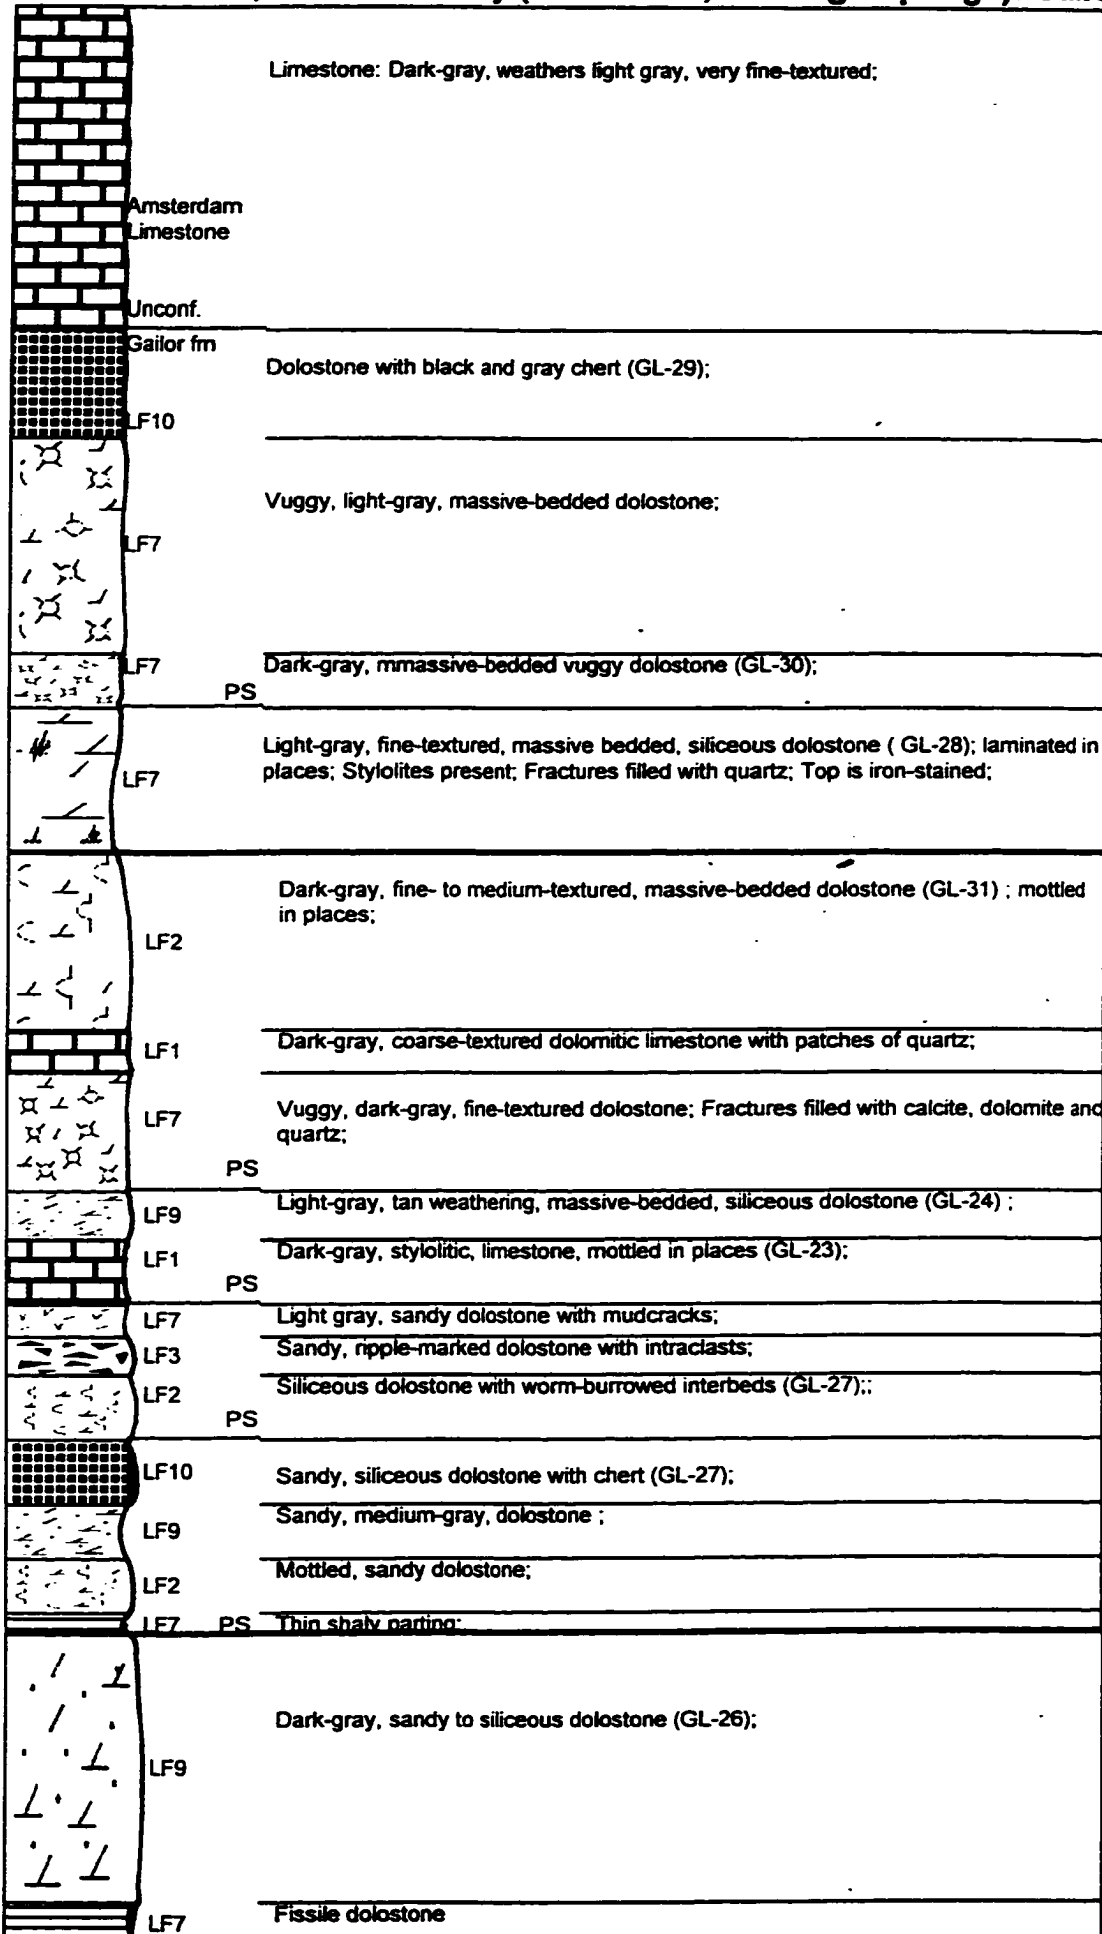 Limestone: Dark-gray, weathers light gray, very fine-textured;
Amsterdam
Limestone
Unconf.
Gailor fm
Dolostone with black and gray chert (GL-29);
LF10
Vuggy, light-gray, massive-bedded dolostone;
LF7
LF7
Dark-gray, mmassive-bedded vuggy dolostone (GL-30);
PS
Light-gray, fine-textured, massive bedded, siliceous dolostone ( GL-28); laminated in
places; Stylolites present; Fractures filled with quartz; Top is iron-stained;
LF7
Dark-gray, fine- to medium-textured, massive-bedded dolostone (GL-31) ; mottled
in places;
LF2
Dark-gray, coarse-textured dolomitic limestone with patches of quartz;
LF1
Vuggy, dark-gray, fine-textured dolostone; Fractures filled with calcite, dolomite and
quartz;
LF7
PS
Light-gray, tan weathering, massive-bedded, siliceous dolostone (GL-24) ;
LF9
Dark-gray, stylolitic, limestone, mottled in places (GL-23);
LF1
PS
Light gray, sandy dolostone with mudcracks;
LF7
Sandy, ripple-marked dolostone with intraclasts;
LF3
Siliceous dolostone with worm-burrowed interbeds (GL-27);;
LF2
PS
LF10
Sandy, siliceous dolostone with chert (GL-27);
Sandy, medium-gray, dolostone ;
LF9
Mottled, sandy dolostone;
LF2
LF7 PS Thin shaly parting;
Dark-gray, sandy to siliceous dolostone (GL-26);
LF9
Fissile dolostone
LF7